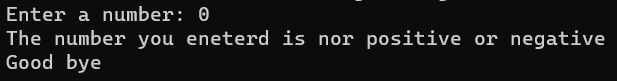 Enter a number: 0
The number you eneterd is nor positive or negative
Good bye